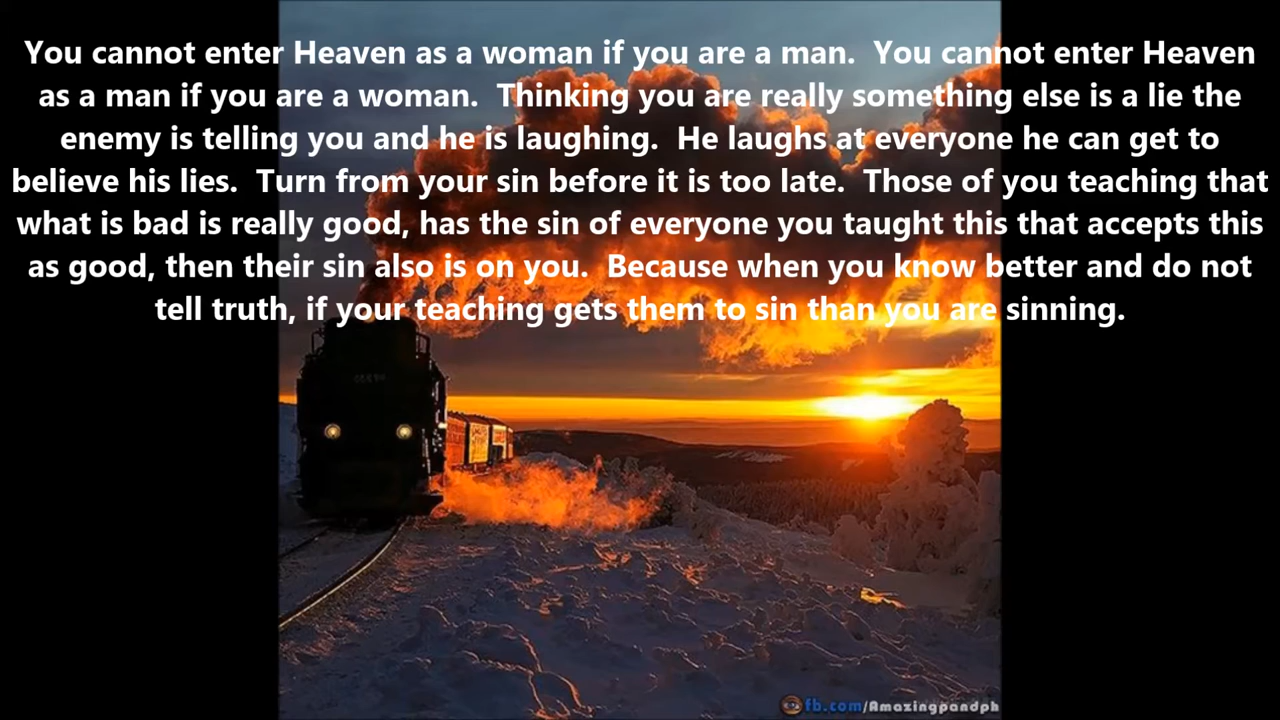 You cannot enter Heaven as a woman if you are a man.  You cannot enter Heaven
as a man if you are a woman.  Thinking you are really something else is a lie the
enemy is telling you and he is laughing.  He laughs at everyone he can get to
believe his lies.  Turn from your sin before it is too late.  Those of you teaching that
what is bad is really good, has the sin of everyone you taught this that accepts this
as good, then their sin also is on you.  Because when you know better and do not
tell truth, if your teaching gets them to sin than you are sinning.
fb.com/Amazingpandph